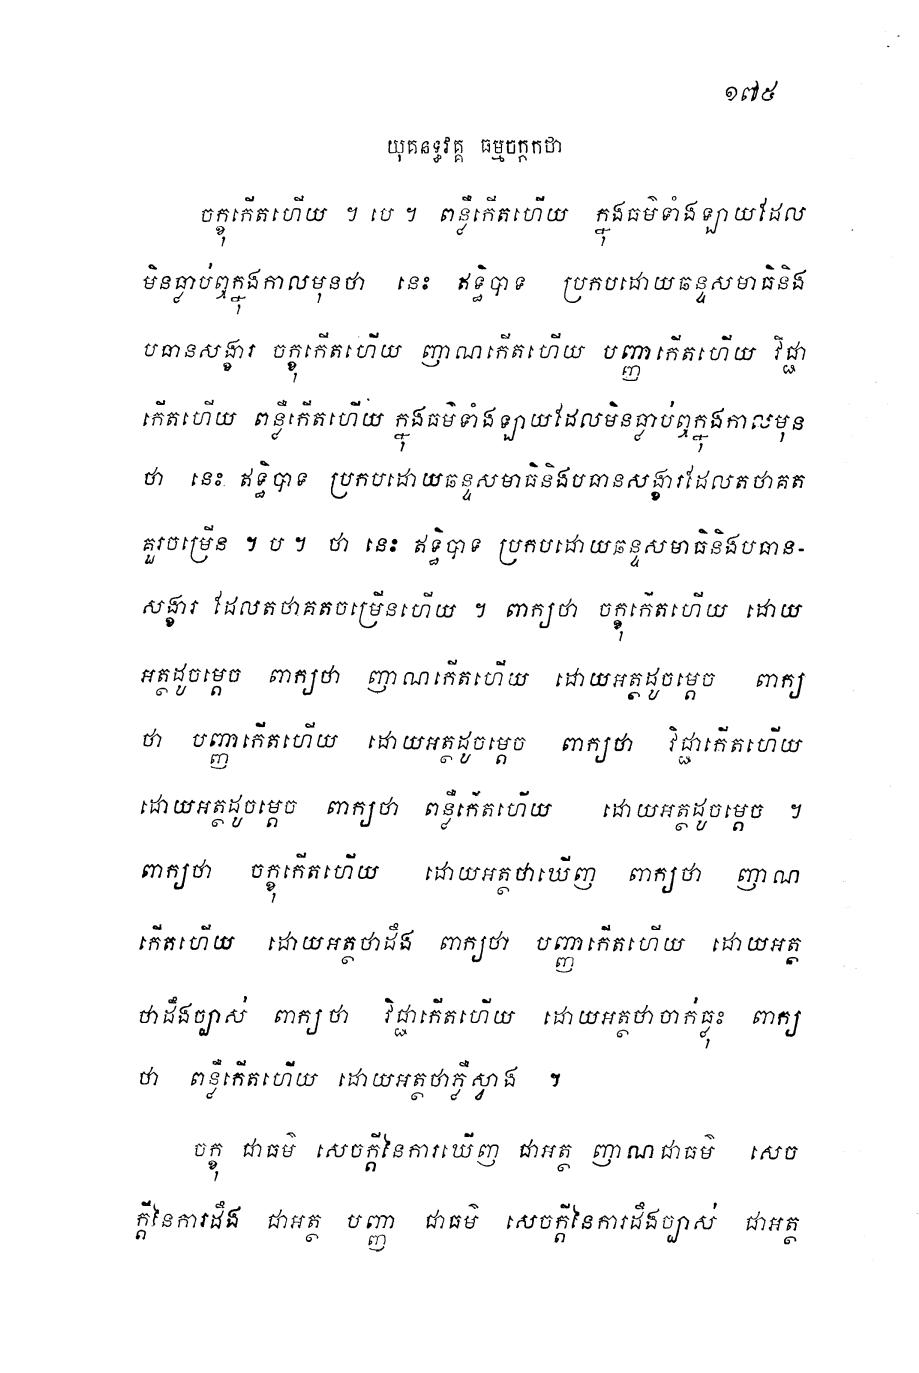 ១៧៥
យុគនទ្ធវគ្គ ធម្មចក្កកថា
ចក្ខុកើតហើយ ។ បេ ។ ពន្លឺកើតហើយ ក្នុងធម៌ទាំងឡាយដែល
មិនធ្លាប់ឮក្នុងកាលមុនថា នេះ ឥទ្ធិបាទ ប្រកបដោយឆន្ទសមាធិនិង
បធានសង្ខារ ចក្ខុកើតហើយ ញាណកើតហើយ បញ្ញាកើតហើយ វិជ្ជា
កើតហើយ ពន្លឺកើតហើយ ក្នុងធម៌ទាំងឡាយដែលមិនធ្លាប់ឮក្នុងកាលមុន
ថា នេះ ឥទ្ធិបាទ ប្រកបដោយឆន្ទសមាធិនិងបធានសង្ខារដែលតថាគត
គួរចម្រើន ។ ប ។ ថា នេះ ឥទ្ធិបាទ ប្រកបដោយឆន្ទសមាធិនិងបធាន-
សង្ខារ ដែលតថាគតចម្រើនហើយ ។ ពាក្យថា ចក្ខុកើតហើយ ដោយ
អត្ថដូចម្តេច ពាក្យថា ញាណកើតហើយ ដោយអត្ថដូចម្តេច ពាក្យ
ថា បញ្ញាកើតហើយ ដោយអត្ថដូចម្តេច ពាក្យថា វិជ្ជាកើតហើយ
ដោយអត្ថដូចម្តេច ពាក្យថា ពន្លឺកើតហើយ ដោយអត្ថដូចម្តេច ។
ពាក្យថា ចក្ខុកើតហើយ ដោយអត្ថថាឃើញ ពាក្យថា ញាណ
កើតហើយ ដោយអត្ថថាដឹង ពាក្យថា បញ្ញាកើតហើយ ដោយអត្ថ
ថាដឹងច្បាស់ ពាក្យថា វិជ្ជាកើតហើយ ដោយអត្ថថាចាក់ធ្លុះ ពាក្យ
ថា ពន្លឺកើតហើយ ដោយអត្ថថាភ្លឺស្វាង ។
ចក្ខុ ជាធម៌ សេចក្តីនៃការឃើញ ជាអត្ថ ញាណជាធម៌ សេច
ក្តីនៃការដឹង ជាអត្ថ បញ្ញា ជាធម៌ សេចក្តីនៃការដឹងច្បាស់ ជាអត្ថ